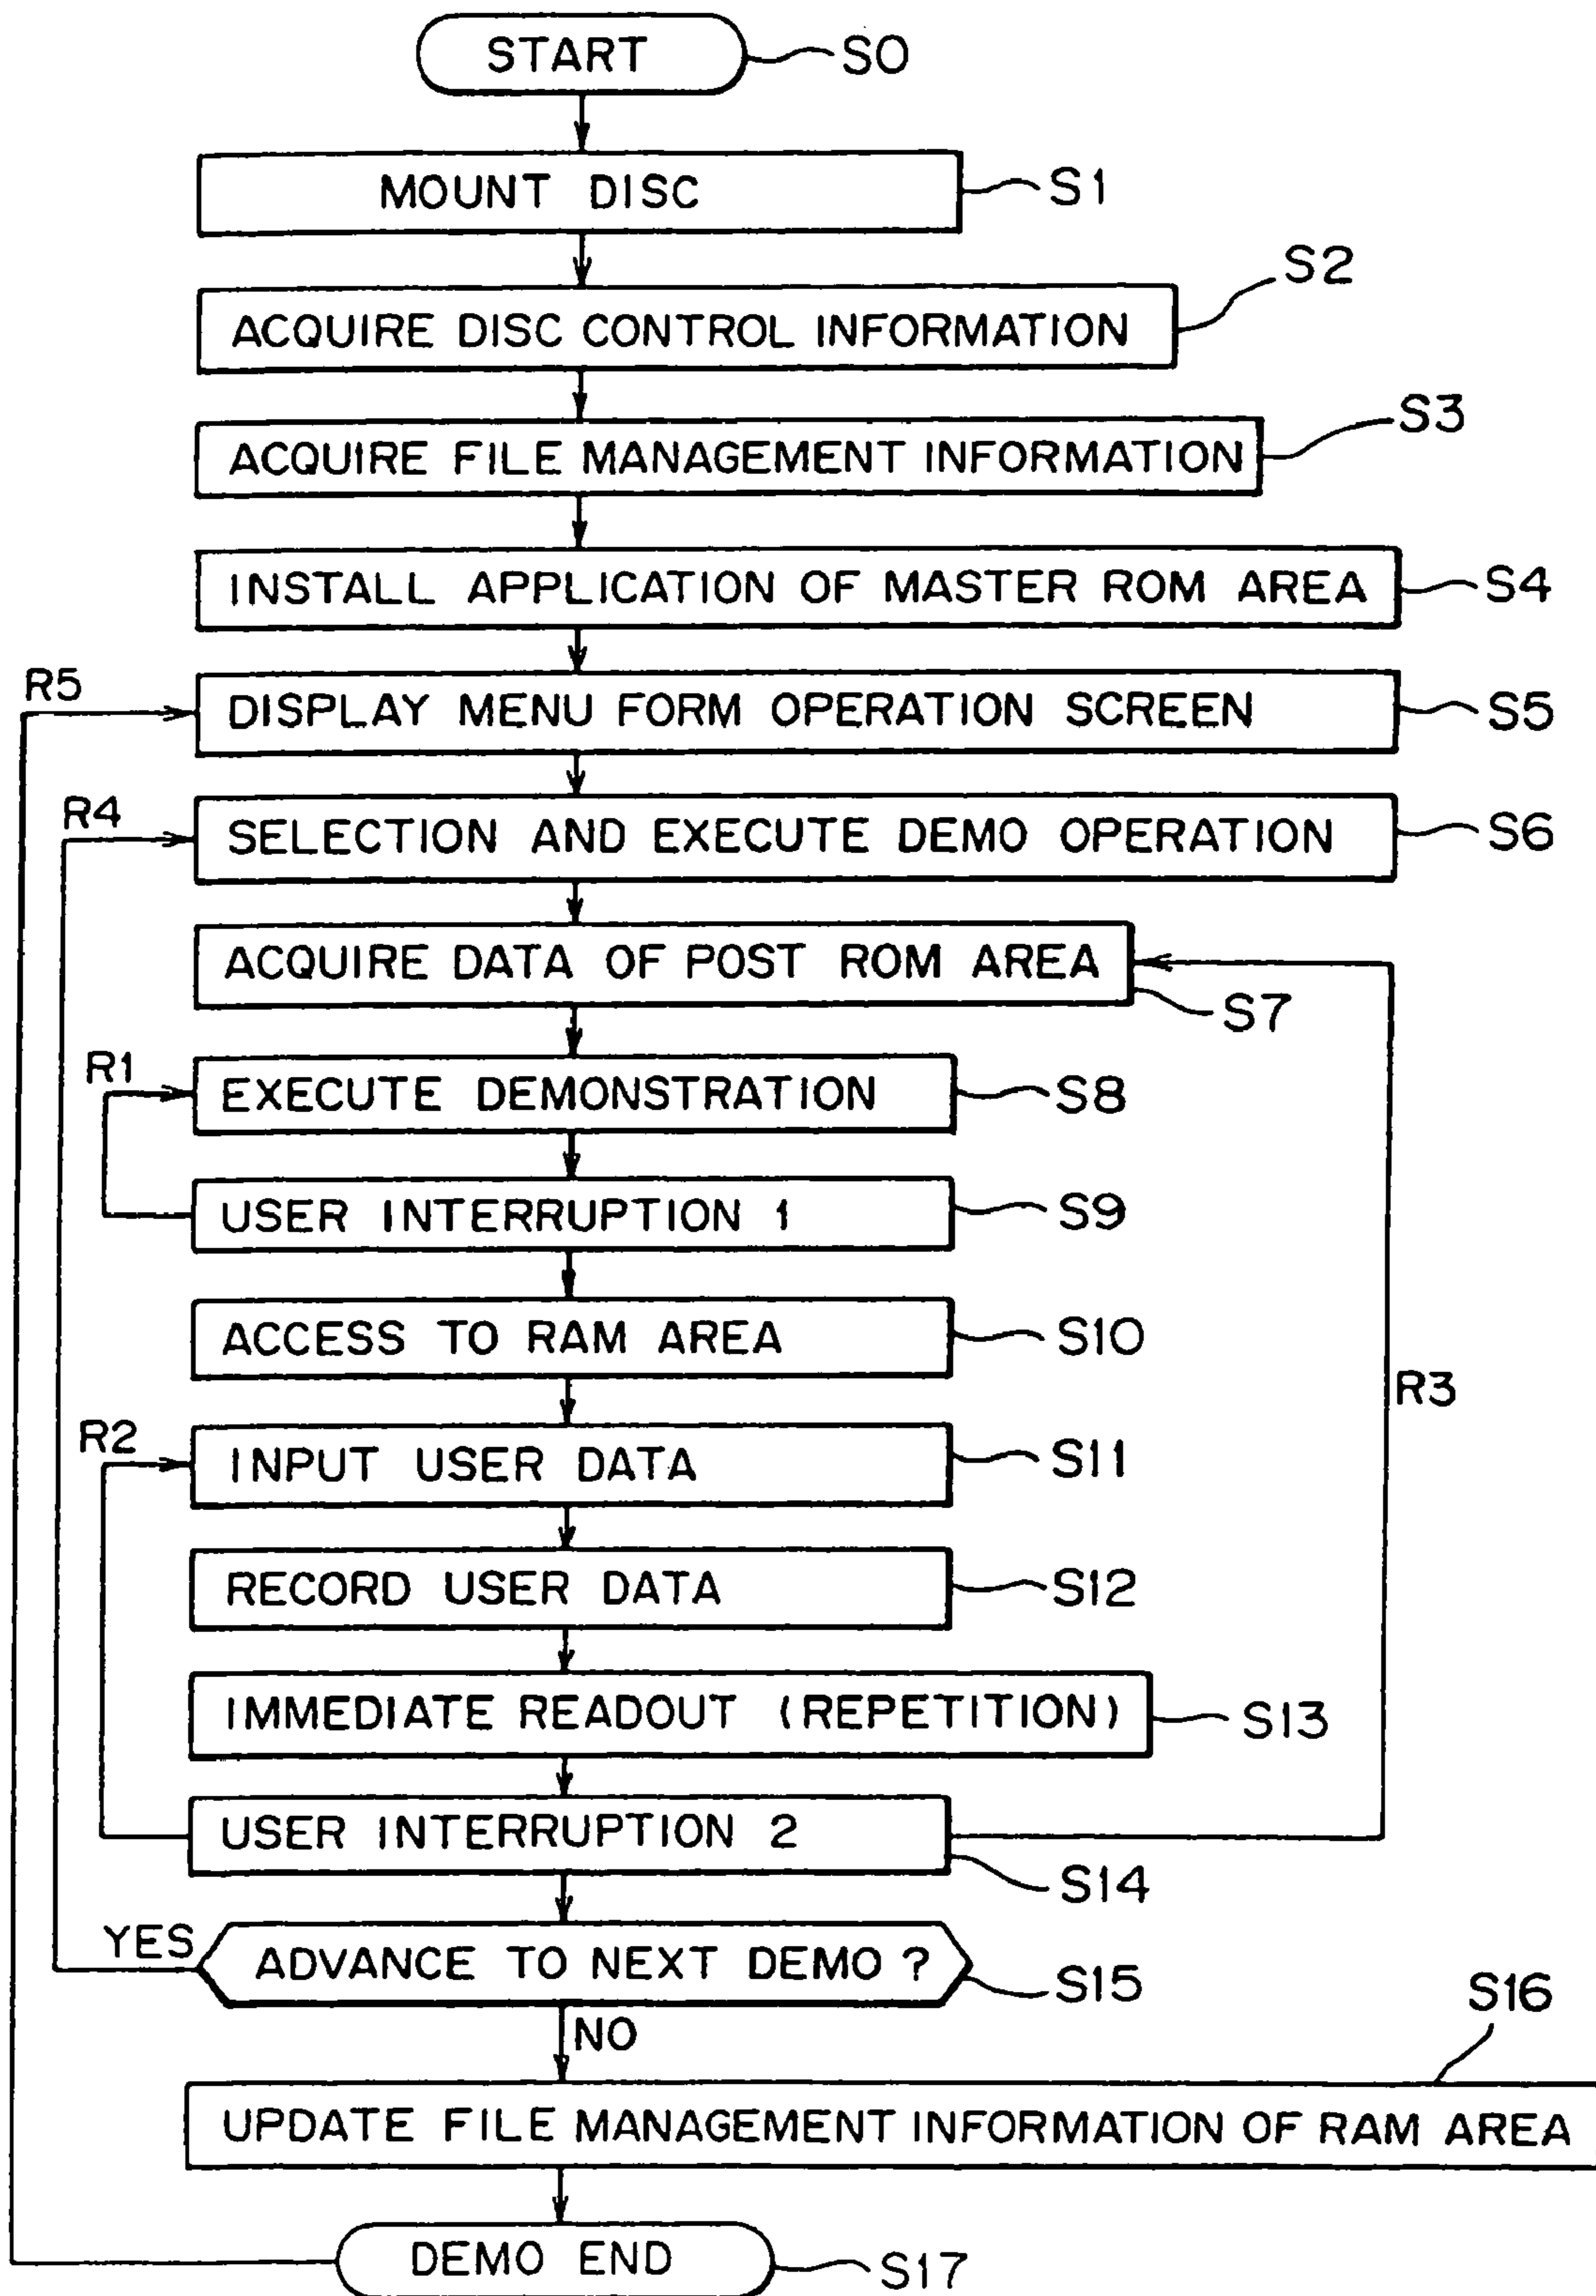 START
S0
MOUNT DISC
S1
S2
ACQUIRE DISC CONTROL INFORMATION
S3
ACQUIRE FILE MANAGEMENT INFORMATION
INSTALL APPLICATION OF MASTER ROM AREA
S4
R5
DISPLAY MENU FORM OPERATION SCREEN
S5
R4
SELECTION AND EXECUTE DEMO OPERATION
S6
ACQUIRE DATA OF POST ROM AREA
S7
R1
EXECUTE DEMONSTRATION
S8
USER INTERRUPTION 1
S9
ACCESS TO RAM AREA
S10
R3
R2
INPUT USER DATA
S11
RECORD USER DATA
S12
IMMEDIATE READOUT (REPETITION)
S13
USER INTERRUPTION 2
S14
YES
ADVANCE TO NEXT DEMO ?
S15
NO
S16
UPDATE FILE MANAGEMENT INFORMATION OF RAM AREA
DEMO END
S17